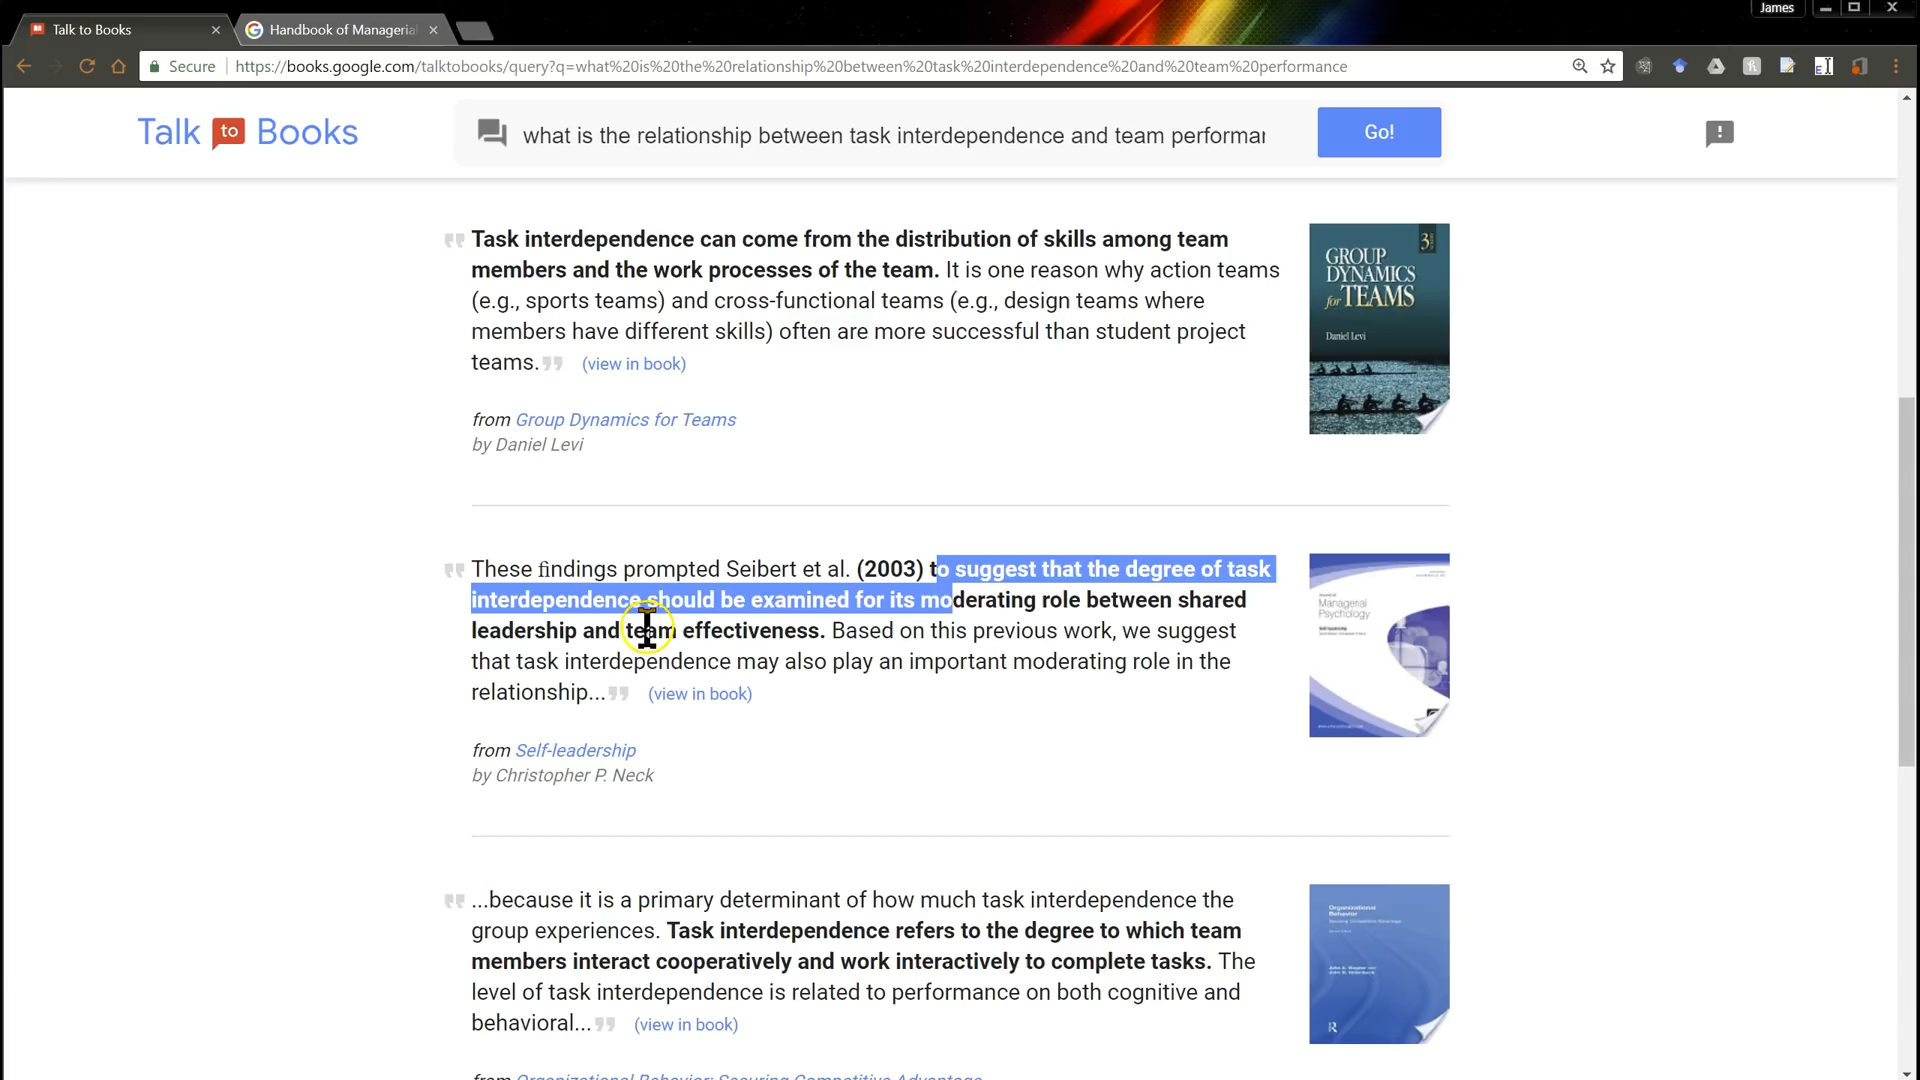 James
Talk to Books
Handbook of Manageria
Secure
https://books.google.com/talktobooks/query?q=what%20is%20the%20relationship%20between%20task%20interdependence%20and%20team%20performance
Talk to Books
what is the relationship between task interdependence and team performar
Go!
Task interdependence can come from the distribution of skills among team
members and the work processes of the team. It is one reason why action teams
(e.g., sports teams) and cross-functional teams (e.g., design teams where
members have different skills) often are more successful than student project
teams. (view in book)
from Group Dynamics for Teams
by Daniel Levi
GROUP
DYNAMICS
for TEAMS
Daniel Levi
These findings prompted Seibert et al. (2003) to suggest that the degree of task
interdependence should be examined for its moderating role between shared
leadership and team effectiveness. Based on this previous work, we suggest
that task interdependence may also play an important moderating role in the
relationship... (view in book)
from Self-leadership
by Christopher P. Neck
Managerial
Psychology
...because it is a primary determinant of how much task interdependence the
group experiences. Task interdependence refers to the degree to which team
members interact cooperatively and work interactively to complete tasks. The
level of task interdependence is related to performance on both cognitive and
behavioral... (view in book)
Organizational
Behavior
from Organizational Behavior: Securing Competitive Advantage